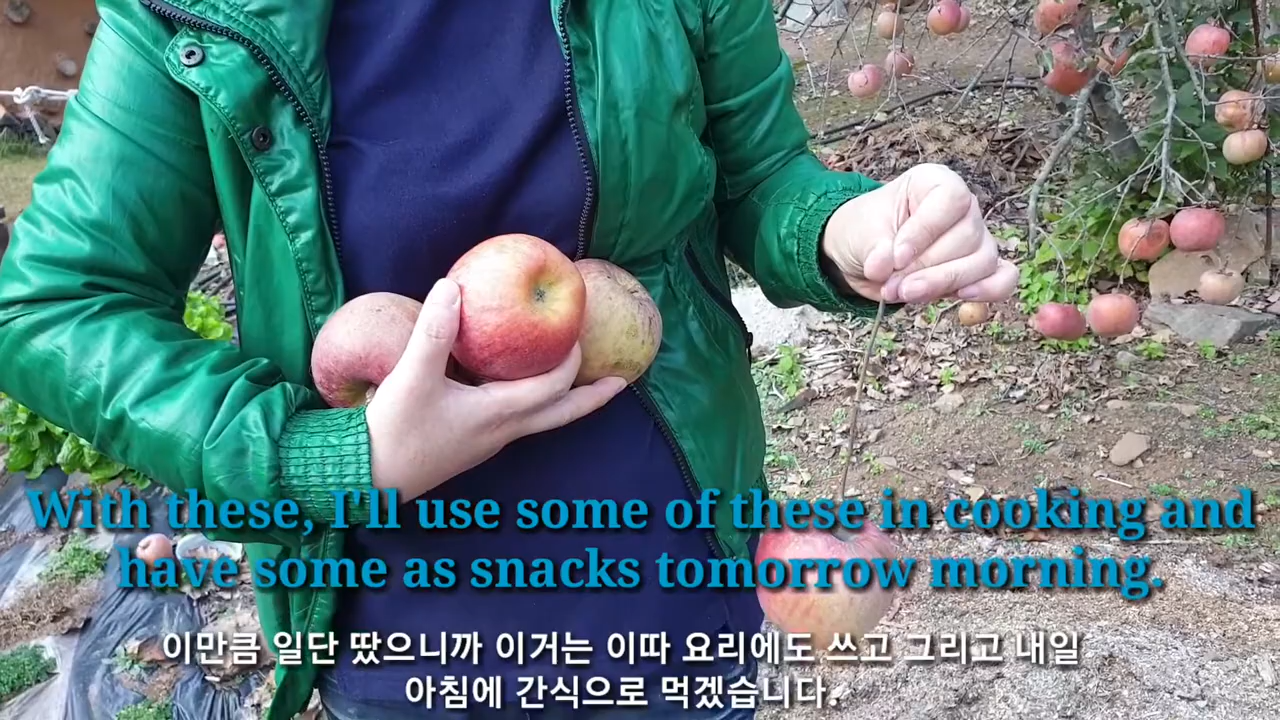 With these, I'll use some of these in cooking and
have some as snacks tomorrow morning.
이만큼 일단 땄으니까 이거는 이따 요리에도 쓰고 그리고 내일
아침에 간식으로 먹겠습니다.